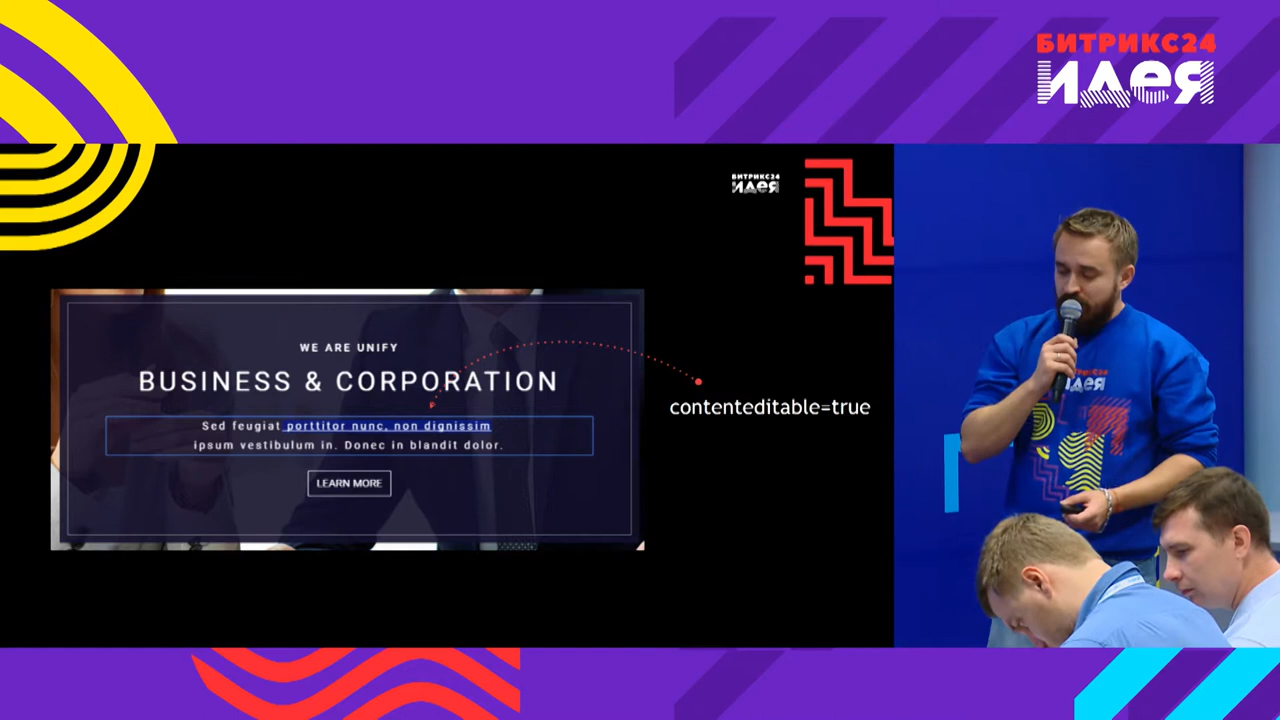 БИТРИКС24
ИДЕЯ
БИТРИКС24
ИДЕЯ
WE ARE UNIFY
BUSINESS & CORPORATION
Sed feugiat porttitor nunc, non dignissim
ipsum vestibulum in. Donec in blandit dolor.
LEARN MORE
contenteditable=true
ИДЕЯ